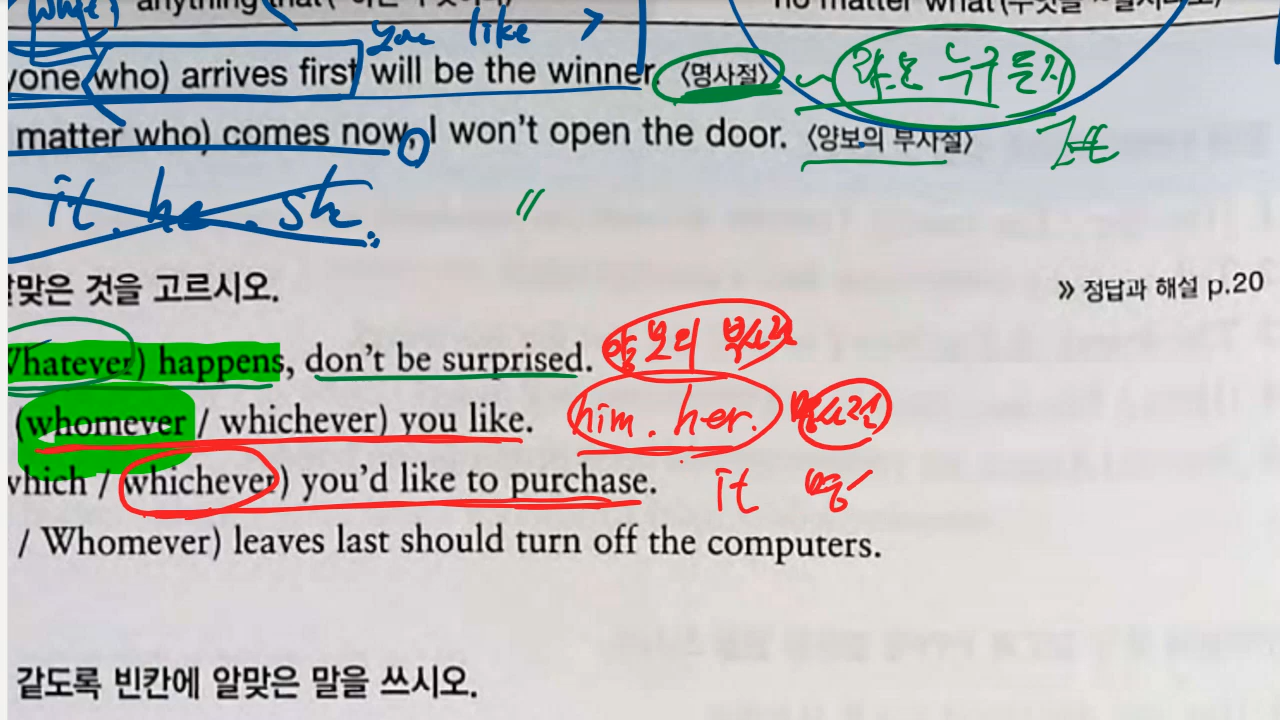 anything that
no matter what
you like
yone who) arrives first will be the winner 〈명사절〉 누구든지
matter who) comes now, I won't open the door. 〈양보의 부사절〉
it. he. sh
맞은 것을 고르시오. » 정답과 해설 p.20
Whatever) happens, don't be surprised. 양보의 부사절
(whomever / whichever) you like. him. her. 명사절
which / whichever) you'd like to purchase. it 명
/ Whomever) leaves last should turn off the computers.
같도록 빈칸에 알맞은 말을 쓰시오.